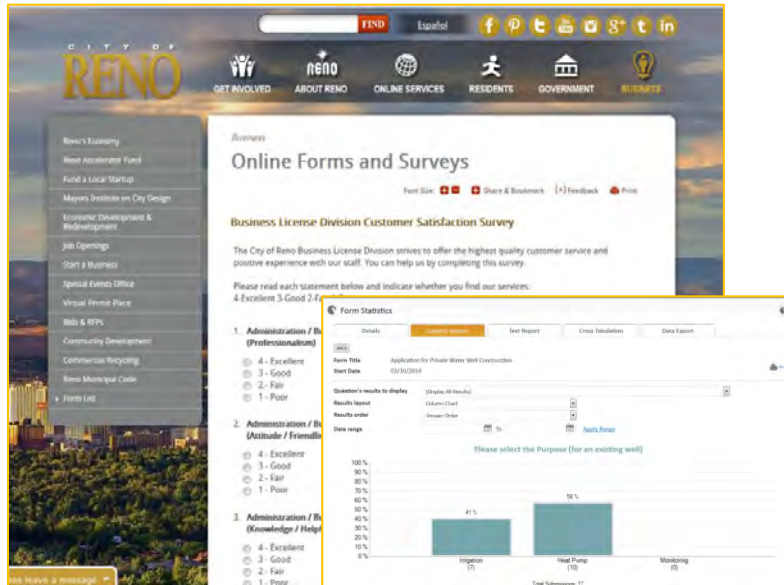 FIND
Español
CITY OF
RENO
GET INVOLVED
ABOUT RENO
ONLINE SERVICES
RESIDENTS
GOVERNMENT
BUSINESS
Reno's Economy
Reno Accelerator Fund
Fund a Local Startup
Mayors Institute on City Design
Economic Development &
Redevelopment
Job Openings
Start a Business
Special Events Office
Virtual Permit Place
Bids & RFPs
Community Development
Commercial Recycling
Reno Municipal Code
Form List
Business
Online Forms and Surveys
Font Size: + - Share & Bookmark [+] Feedback Print
Business License Division Customer Satisfaction Survey
The City of Reno Business License Division strives to offer the highest quality customer service and
positive experience with our staff. You can help us by completing this survey.
Please read each statement below and indicate whether you find our services:
4-Excellent 3-Good
1. Administration /
(Professionalism)
4 - Excellent
3 - Good
2 - Fair
1 - Poor
2. Administration /
(Attitude /
4 - Excellent
3 - Good
2 - Fair
1 - Poor
3. Administration /
(Knowledge /
4 - Excellent
3 - Good
2 - Fair
1 - Poor
leave a message
Form Statistics
Details
Text Report
Cross Tabulation
Data Export
Form Title Application for Private Water Well Construction
Start Date 03/30/2014
Question's results to display (Display All Results)
Results layout Column Chart
Results order Answer Order
Date range To Apply Range
Please select the Purpose (for an existing well)
100 %
90 %
80 %
70 %
60 %
50 %
40 %
30 %
20 %
10 %
0 %
41 %
Irrigation
(7)
Heat Pump
(10)
Monitoring
(0)
Total Submissions: 17